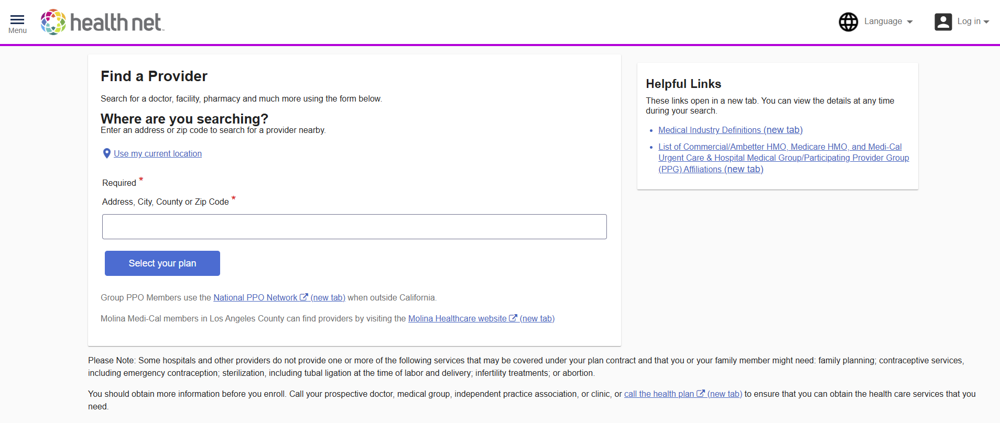 Menu
health net™
Language
Log in
Find a Provider
Search for a doctor, facility, pharmacy and much more using the form below.
Where are you searching?
Enter an address or zip code to search for a provider nearby.
Use my current location
Required *
Address, City, County or Zip Code *
Select your plan
Group PPO Members use the National PPO Network (new tab) when outside California.
Molina Medi-Cal members in Los Angeles County can find providers by visiting the Molina Healthcare website (new tab)
Helpful Links
These links open in a new tab. You can view the details at any time
during your search.
• Medical Industry Definitions (new tab)
• List of Commercial/Ambetter HMO, Medicare HMO, and Medi-Cal
Urgent Care & Hospital Medical Group/Participating Provider Group
(PPG) Affiliations (new tab)
Please Note: Some hospitals and other providers do not provide one or more of the following services that may be covered under your plan contract and that you or your family member might need: family planning; contraceptive services,
including emergency contraception; sterilization, including tubal ligation at the time of labor and delivery; infertility treatments; or abortion.
You should obtain more information before you enroll. Call your prospective doctor, medical group, independent practice association, or clinic, or call the health plan (new tab) to ensure that you can obtain the health care services that you
need.